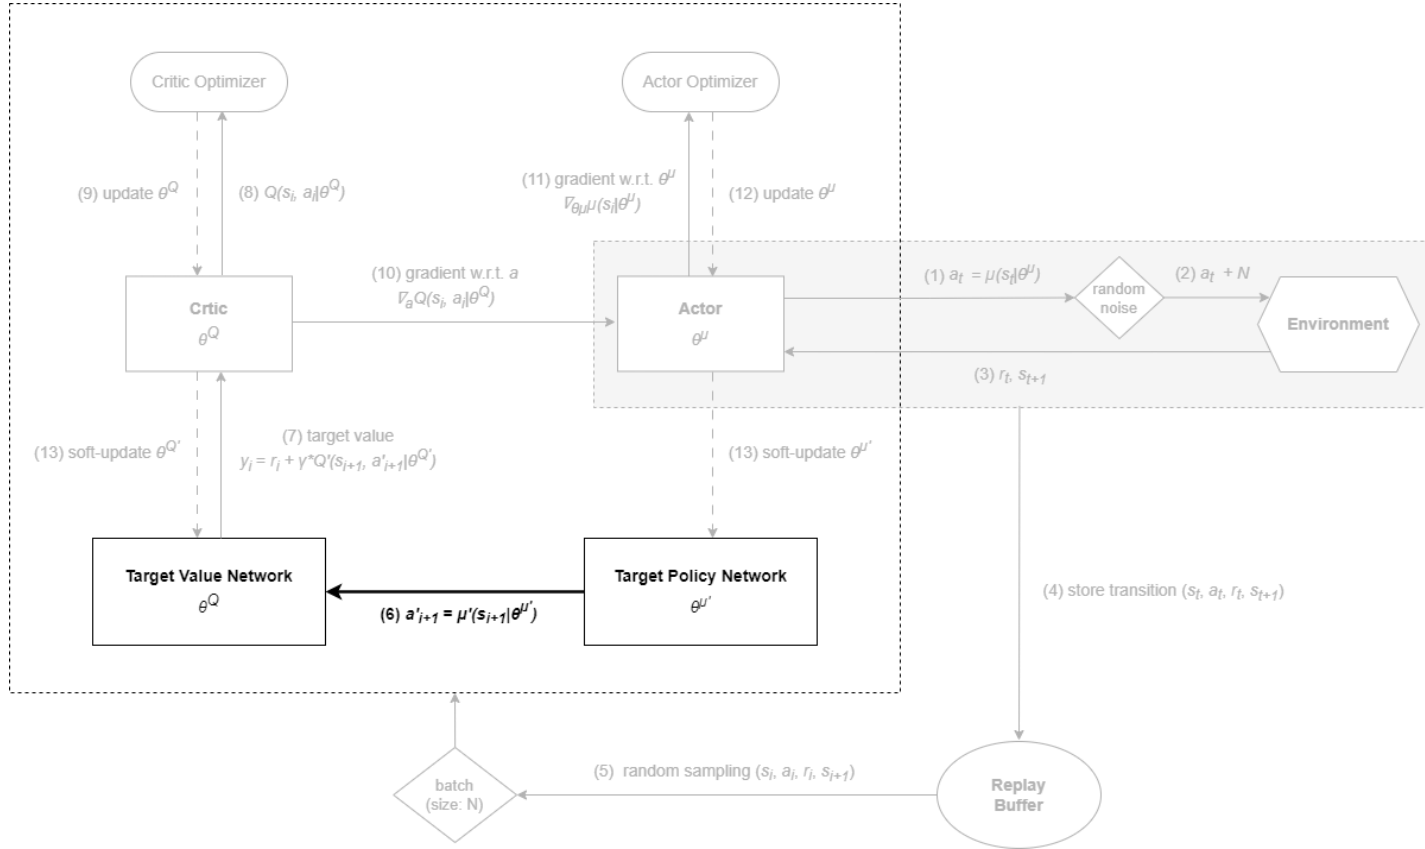 Critic Optimizer
Actor Optimizer
(9) update θ^Q
(8) Q(s_i, a_i|θ^Q)
(11) gradient w.r.t. θ^μ
∇_θμ μ(s_i|θ^μ)
(12) update θ^μ
(10) gradient w.r.t. a
∇_a Q(s_i, a_i|θ^Q)
(1) a_t = μ(s_t|θ^μ)
(2) a_t + N
random
noise
Crtic
θ^Q
Actor
θ^μ
Environment
(3) r_t, s_t+1
(13) soft-update θ^Q'
(7) target value
y_i = r_i + γ*Q'(s_i+1, a'_i+1|θ^Q')
(13) soft-update θ^μ'
Target Value Network
θ^Q
Target Policy Network
θ^μ'
(6) a'_i+1 = μ'(s_i+1|θ^μ')
(4) store transition (s_t, a_t, r_t, s_t+1)
(5) random sampling (s_i, a_i, r_i, s_i+1)
batch
(size: N)
Replay
Buffer